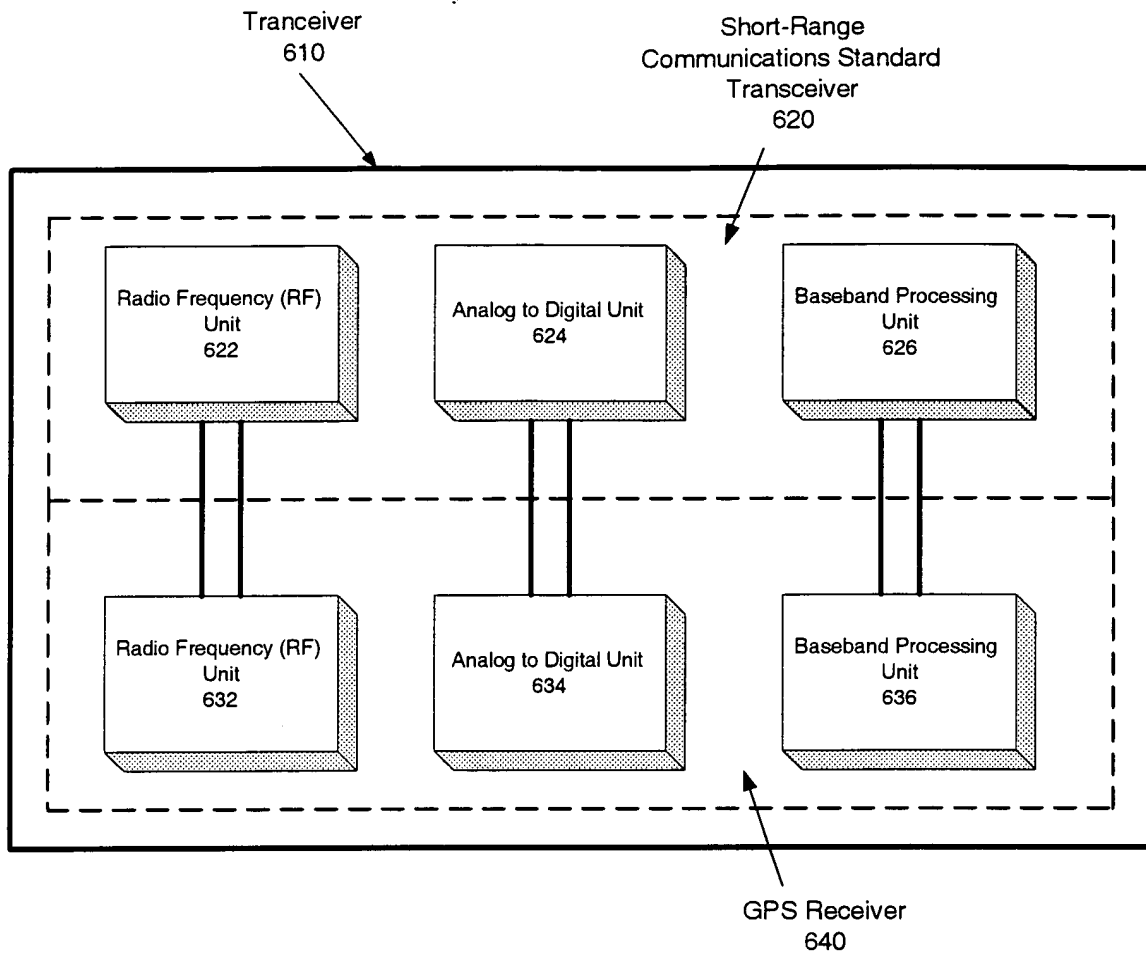 Tranceiver
610
Short-Range
Communications Standard
Transceiver
620
Radio Frequency (RF)
Unit
622
Analog to Digital Unit
624
Baseband Processing
Unit
626
Radio Frequency (RF)
Unit
632
Analog to Digital Unit
634
Baseband Processing
Unit
636
GPS Receiver
640